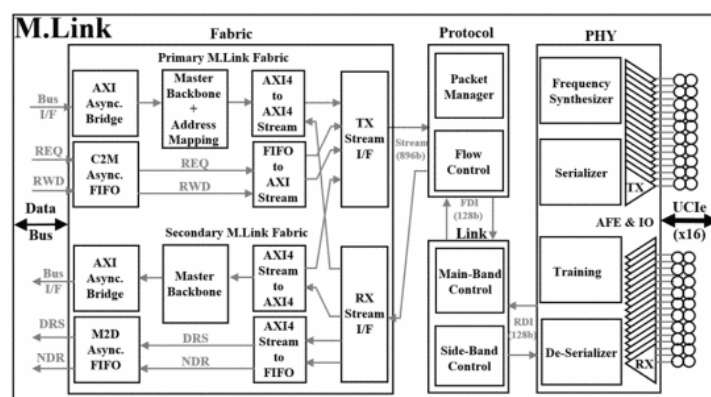 M.Link
Fabric
Protocol
PHY
Primary M.Link Fabric
Bus
I/F
AXI
Async.
Bridge
Master
Backbone
+
Address
Mapping
AXI4
to
AXI4
Stream
TX
Stream
I/F
REQ
RWD
C2M
Async.
FIFO
REQ
RWD
FIFO
to
AXI
Stream
Data
Bus
Secondary M.Link Fabric
Bus
I/F
AXI
Async.
Bridge
Master
Backbone
AXI4
Stream
to
AXI4
RX
Stream
I/F
DRS
NDR
M2D
Async.
FIFO
DRS
NDR
AXI4
Stream
to
FIFO
Stream
(896b)
Packet
Manager
Flow
Control
FDI
(128b)
Link
Main-Band
Control
Side-Band
Control
RDI
(128b)
Frequency
Synthesizer
Serializer
TX
AFE & IO
UCIe
(x16)
Training
De-Serializer
RX